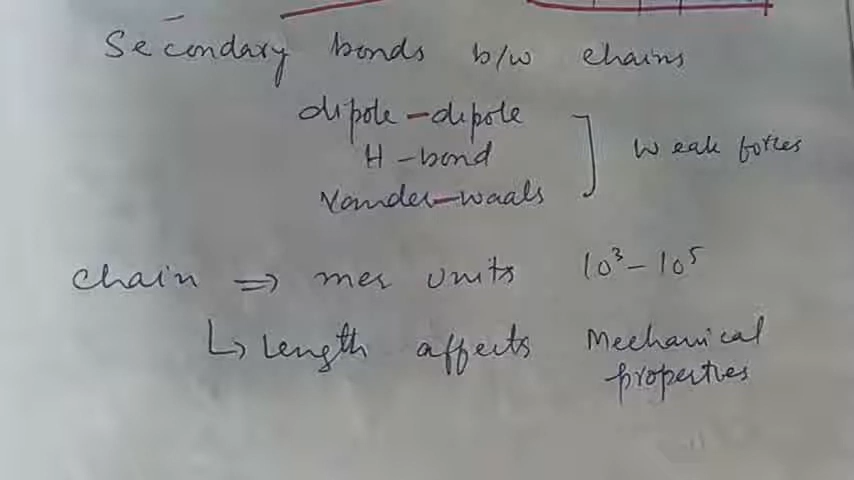 Secondary bonds b/w chains
dipole-dipole
H-bond
Vander-waals
weak forces
chain ⇒ mer units 10³ - 10⁵
↳ Length affects Mechanical
properties